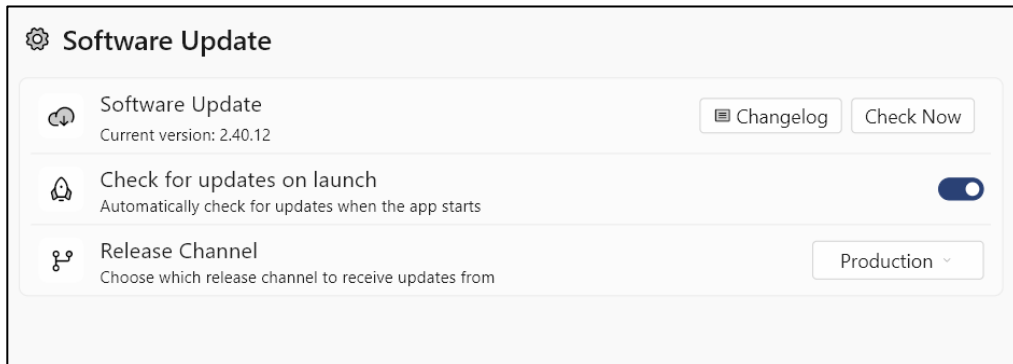 Software Update
Software Update
Current version: 2.40.12
Changelog
Check Now
Check for updates on launch
Automatically check for updates when the app starts
Release Channel
Choose which release channel to receive updates from
Production